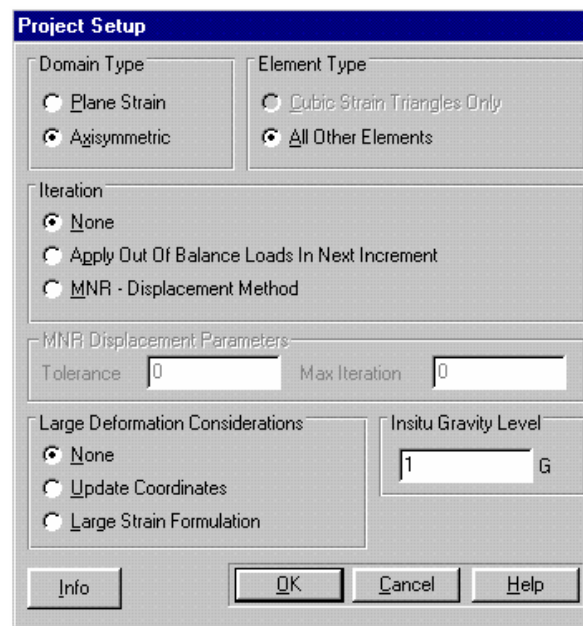 Project Setup
Domain Type
Plane Strain
Axisymmetric
Element Type
Cubic Strain Triangles Only
All Other Elements
Iteration
None
Apply Out Of Balance Loads In Next Increment
MNR - Displacement Method
MNR Displacement Parameters
Tolerance 0 Max Iteration 0
Large Deformation Considerations
None
Update Coordinates
Large Strain Formulation
Insitu Gravity Level
1 G
Info OK Cancel Help